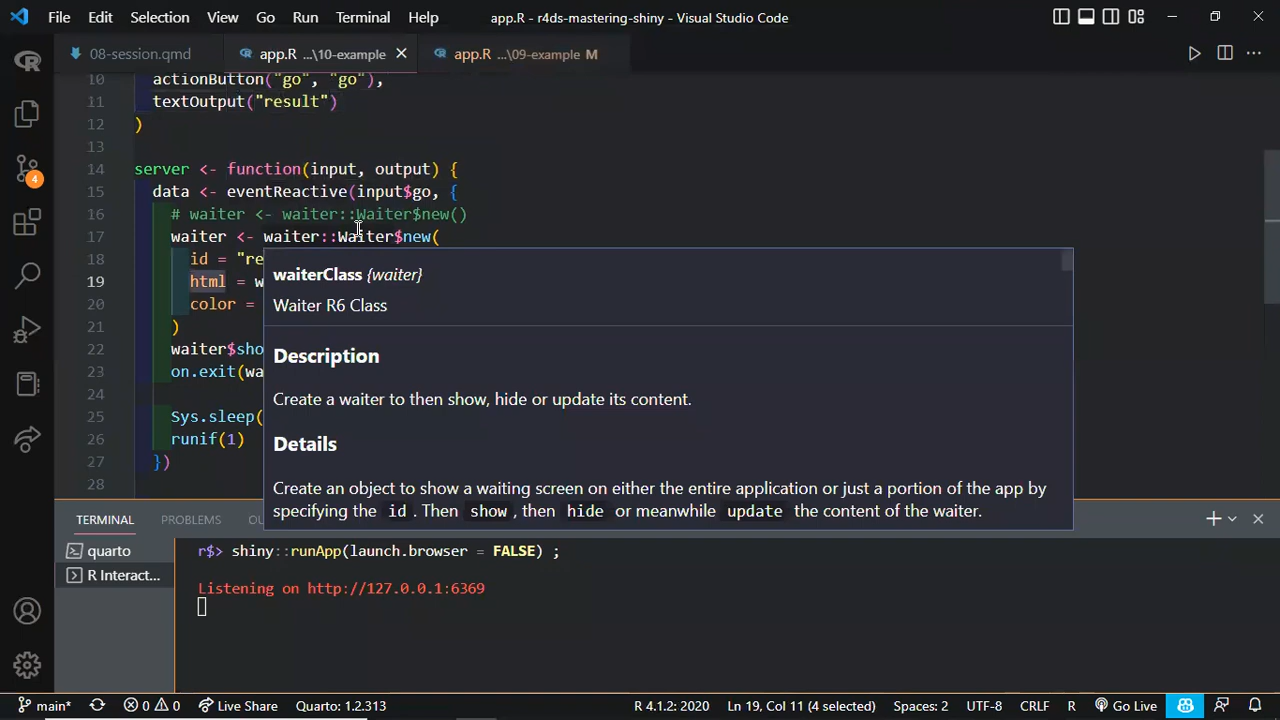 File Edit Selection View Go Run Terminal Help app.R - r4ds-mastering-shiny - Visual Studio Code
08-session.qmd app.R ...\10-example app.R ...\09-example M
10 actionButton("go", "go"),
11 textOutput("result")
12 )
13
14 server <- function(input, output) {
15 data <- eventReactive(input$go, {
16 # waiter <- waiter::Waiter$new()
17 waiter <- waiter::Waiter$new(
18 id = "re
19 html = w
20 color =
21 )
22 waiter$sho
23 on.exit(wa
24
25 Sys.sleep(
26 runif(1)
27 })
28
waiterClass {waiter}
Waiter R6 Class
Description
Create a waiter to then show, hide or update its content.
Details
Create an object to show a waiting screen on either the entire application or just a portion of the app by
specifying the id . Then show , then hide or meanwhile update the content of the waiter.
4
TERMINAL PROBLEMS OU
quarto
R Interact...
r$> shiny::runApp(launch.browser = FALSE) ;
Listening on http://127.0.0.1:6369
main* 0 0 Live Share Quarto: 1.2.313 R 4.1.2: 2020 Ln 19, Col 11 (4 selected) Spaces: 2 UTF-8 CRLF R Go Live